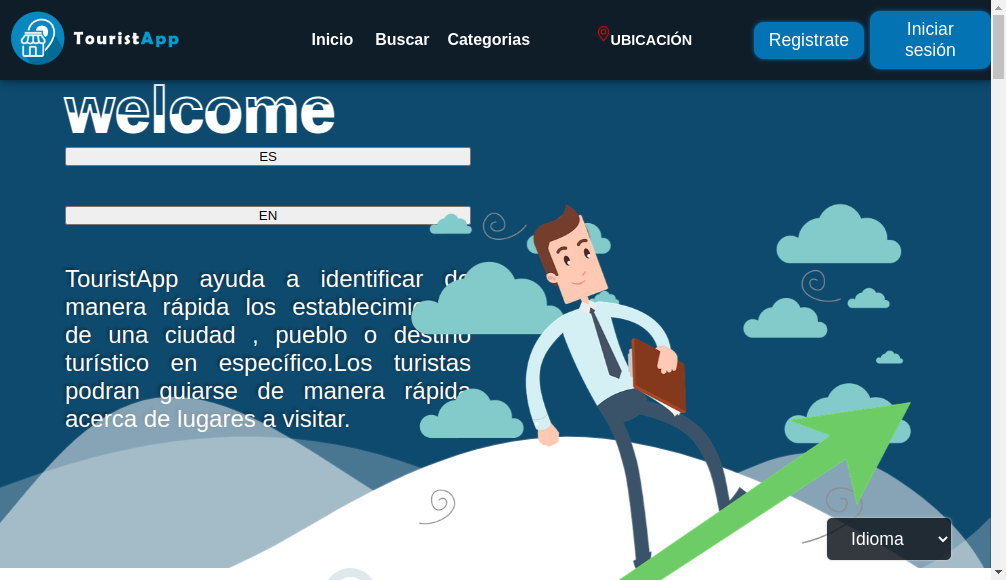 TouristApp
Inicio
Buscar
Categorias
UBICACIÓN
Registrate
Iniciar
sesión
welcome
ES
EN
TouristApp ayuda a identificar de
manera rápida los establecimie
de una ciudad , pueblo o destino
turístico en específico.Los turistas
podran guiarse de manera rápida
acerca de lugares a visitar.
Idioma